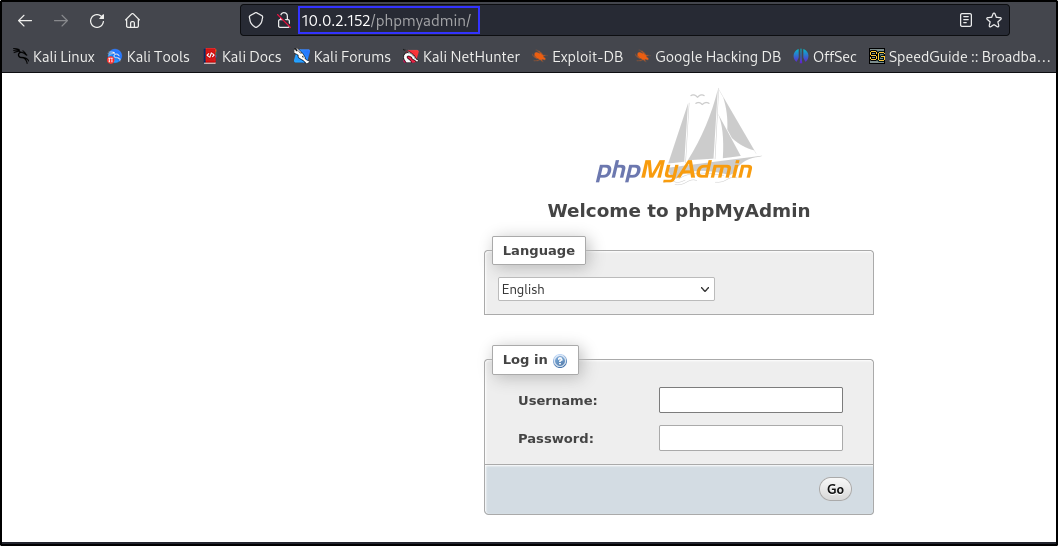 10.0.2.152/phpmyadmin/
Kali Linux Kali Tools Kali Docs Kali Forums Kali NetHunter Exploit-DB Google Hacking DB OffSec SpeedGuide :: Broadba...
phpMyAdmin
Welcome to phpMyAdmin
Language
English
Log in
Username:
Password:
Go